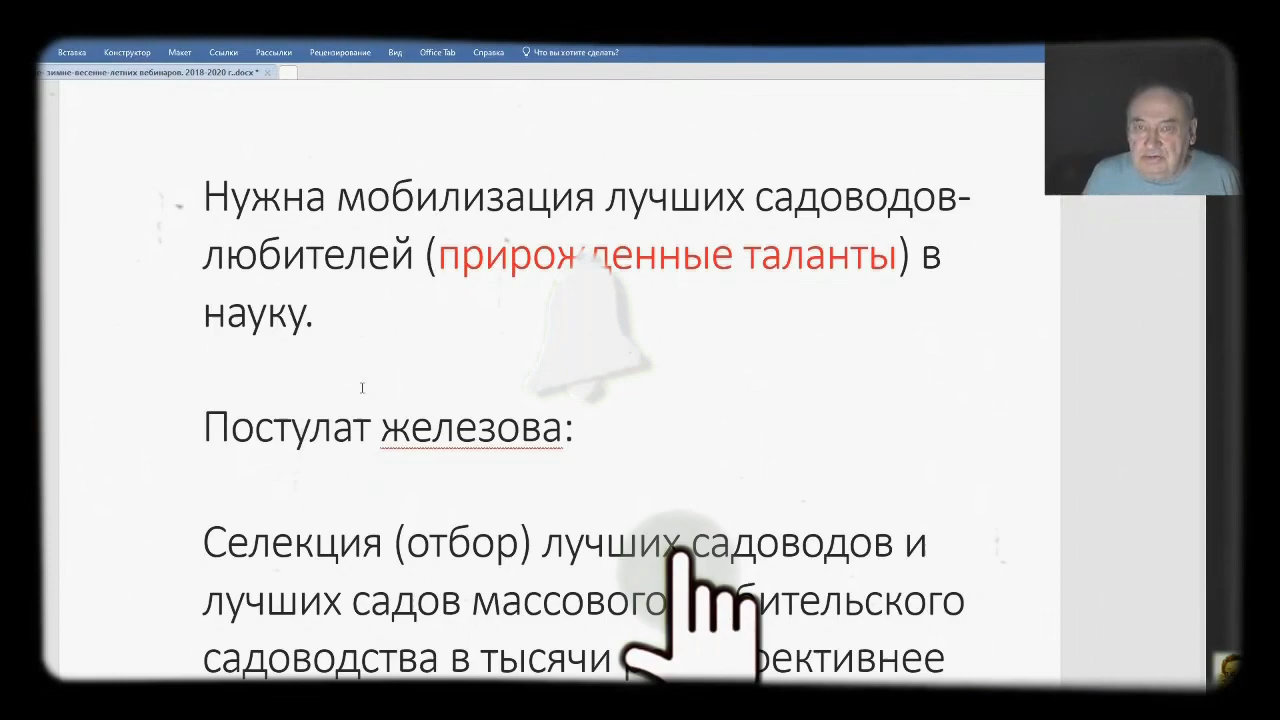 Вставка Конструктор Макет Ссылки Рассылки Рецензирование Вид Office Tab Справка Что вы хотите сделать?
зимне-весенне-летних вебинаров. 2018-2020 г..docx *
Нужна мобилизация лучших садоводов-
любителей (прирожденные таланты) в
науку.
Постулат железова:
Селекция (отбор) лучших садоводов и
лучших садов массового
садоводства в тысячи